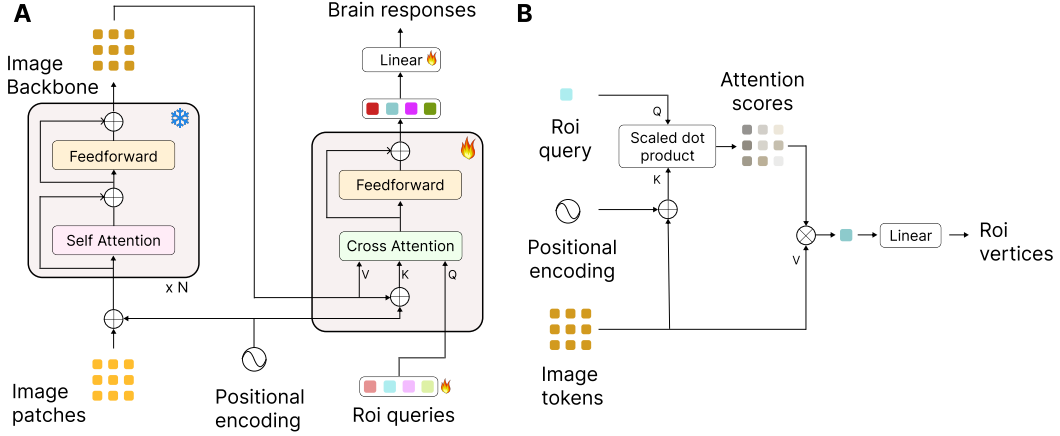 A
Image
Backbone
Feedforward
Self Attention
x N
Image
patches
Positional
encoding
Brain responses
Linear
Feedforward
Cross Attention
V
K
Q
Roi queries
B
Roi
query
Q
Scaled dot
product
K
Attention
scores
Positional
encoding
V
Linear
Roi
vertices
Image
tokens